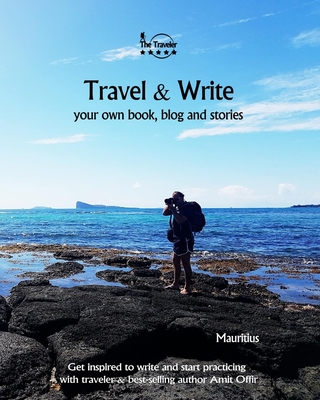 The Traveler
Travel & Write
your own book, blog and stories
Mauritius
Get inspired to write and start practicing
with traveler & best-selling author Amit Offir